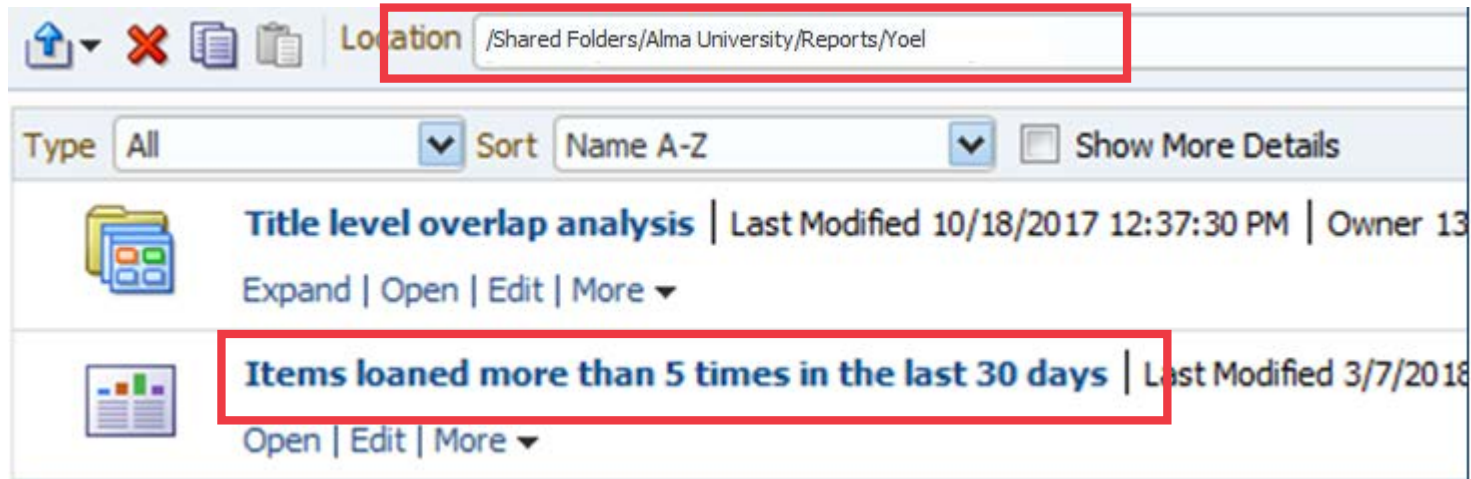 Location /Shared Folders/Alma University/Reports/Yoel
Type All Sort Name A-Z Show More Details
Title level overlap analysis | Last Modified 10/18/2017 12:37:30 PM | Owner 13
Expand | Open | Edit | More
Items loaned more than 5 times in the last 30 days | Last Modified 3/7/2018
Open | Edit | More